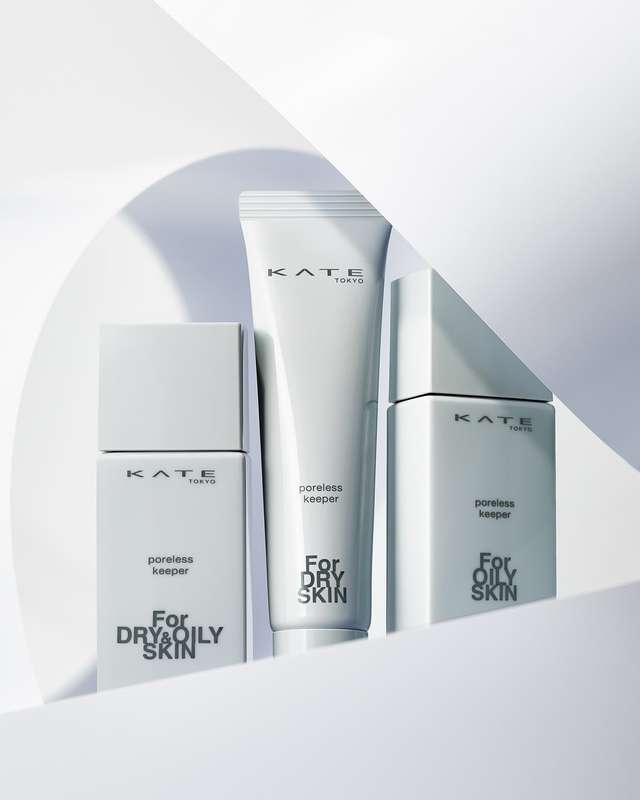 KATE
TOKYO
poreless
keeper
For
DRY&OILY
SKIN
KATE
TOKYO
poreless
keeper
For
DRY
SKIN
KATE
TOKYO
poreless
keeper
For
OILY
SKIN